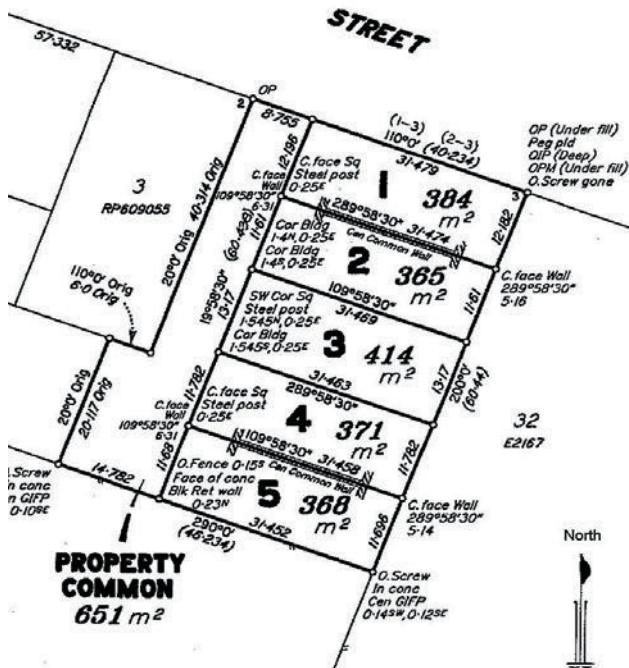 STREET
57·332
OP
2
8·755
(1-3) (2-3)
110°0' (40·234)
31·479
OP (Under fill)
Peg pld
QIP (Deep)
OPM (Under fill)
O.Screw gone
3
12·196
C.face Sq
Steel post
0·25E
1
384
m²
12·182
3
RP609055
40·314 Orig
20°0' Orig
C.face
Wall
109°58'30"
6·31
289°58'30"
31·474
Cen Common Wall
(60·438)
11·61
Cor Bldg
1·4N,0·25E
Cor Bldg
1·4S,0·25E
2
365
m²
C.face Wall
289°58'30"
5·16
11·61
110°0' Orig
6·0 Orig
109°58'30"
31·469
19°58'30"
13·17
SW Cor Sq
Steel post
1·545N,0·25E
Cor Bldg
1·545S,0·25E
3
414
m²
13·17
200°0'
(60·44)
31·463
289°58'30"
32
E2167
20°0' Orig
20·117 Orig
11·782
C.face Sq
Steel post
0·25E
4
371
m²
11·782
C.face
Wall
109°58'30"
6·31
109°58'30"
31·458
Cen Common Wall
11·68
O.Fence 0·15S
Face of conc
Blk Ret wall
0·23N
5
368
m²
C.face Wall
289°58'30"
5·14
O.Screw
In conc
Cen GIFP
0·10SE
14·782
290°0'
(46·234)
31·452
11·696
PROPERTY
COMMON
651 m²
O.Screw
In conc
Cen GIFP
0·14SW,0·12SE
North